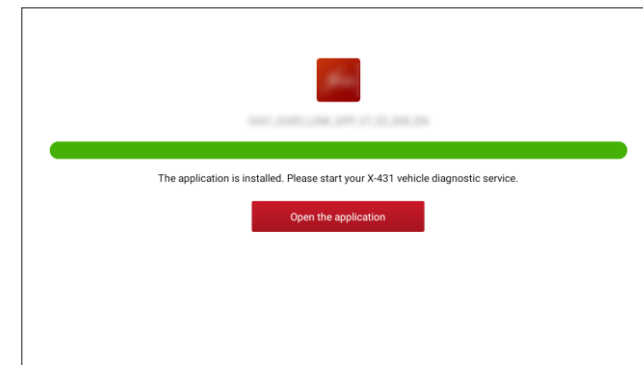 The application is installed. Please start your X-431 vehicle diagnostic service.
Open the application